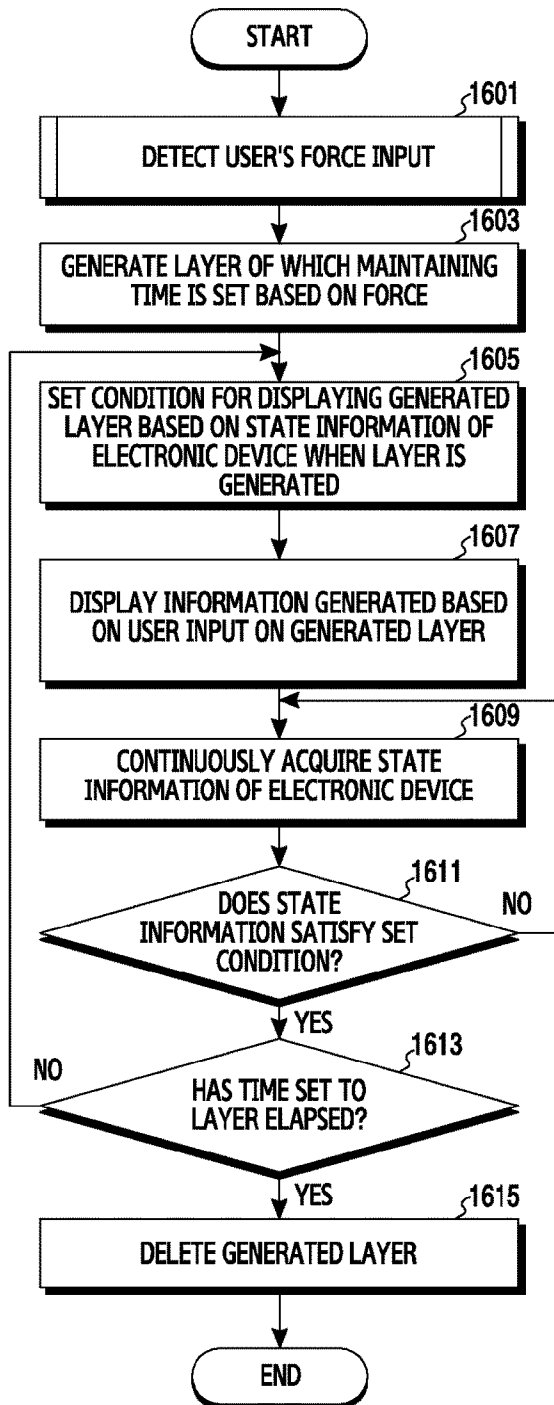 START
1601
DETECT USER'S FORCE INPUT
1603
GENERATE LAYER OF WHICH MAINTAINING
TIME IS SET BASED ON FORCE
1605
SET CONDITION FOR DISPLAYING GENERATED
LAYER BASED ON STATE INFORMATION OF
ELECTRONIC DEVICE WHEN LAYER IS
GENERATED
1607
DISPLAY INFORMATION GENERATED BASED
ON USER INPUT ON GENERATED LAYER
1609
CONTINUOUSLY ACQUIRE STATE
INFORMATION OF ELECTRONIC DEVICE
1611
DOES STATE
INFORMATION SATISFY SET
CONDITION?
NO
YES
1613
NO
HAS TIME SET TO
LAYER ELAPSED?
YES
1615
DELETE GENERATED LAYER
END